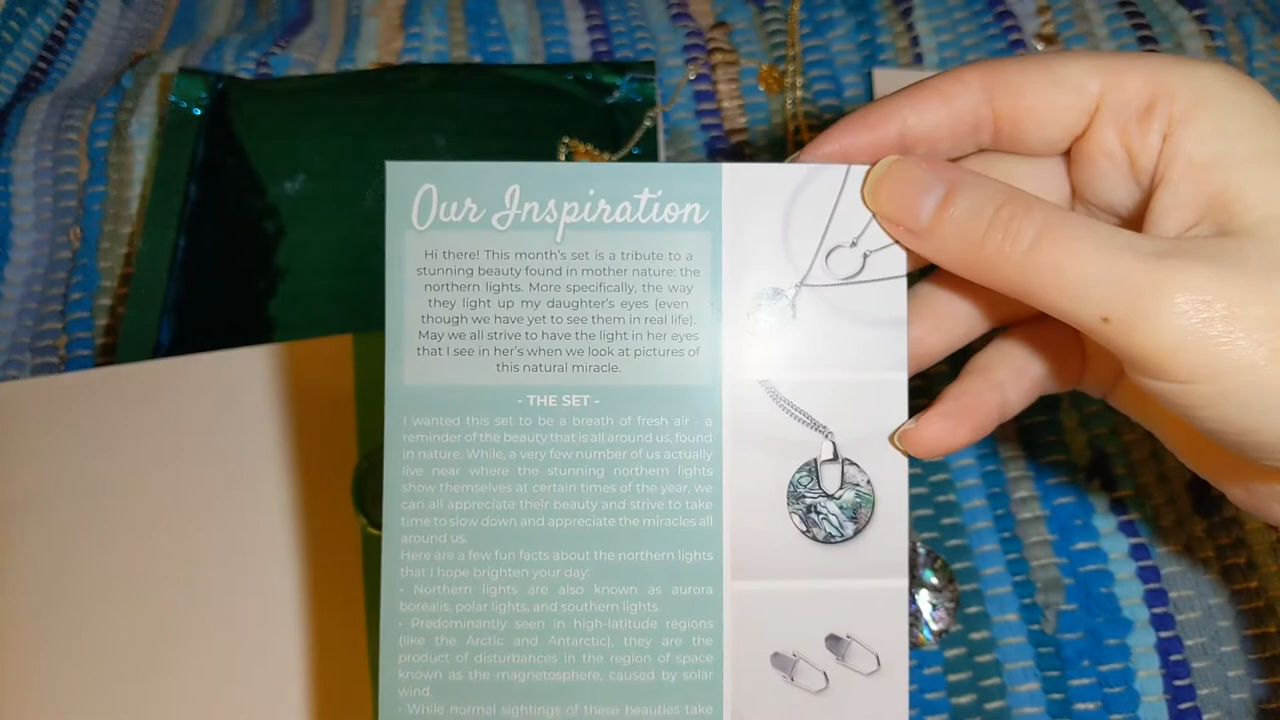 Our Inspiration
Hi there! This month's set is a tribute to a
stunning beauty found in mother nature: the
northern lights. More specifically, the way
they light up my daughter's eyes (even
though we have yet to see them in real life).
May we all strive to have the light in her eyes
that I see in her's when we look at pictures of
this natural miracle.
- THE SET -
I wanted this set to be a breath of fresh air - a
reminder of the beauty that is all around us, found
in nature. While, a very few number of us actually
live near where the stunning northern lights
show themselves at certain times of the year, we
can all appreciate their beauty and strive to take
time to slow down and appreciate the miracles all
around us.
Here are a few fun facts about the northern lights
that I hope brighten your day:
• Northern lights are also known as aurora
borealis, polar lights, and southern lights.
• Predominantly seen in high-latitude regions
(like the Arctic and Antarctic), they are the
product of disturbances in the region of space
known as the magnetosphere, caused by solar
wind.
• While normal sightings of these beauties take